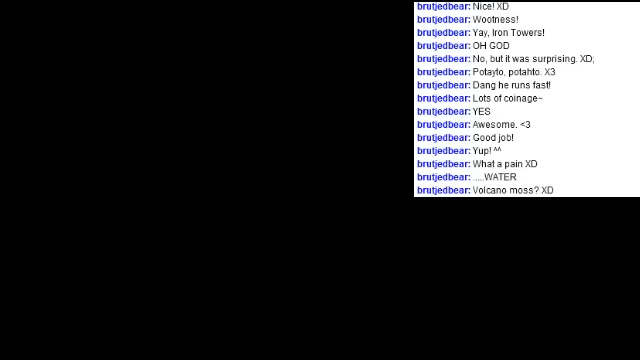 brutjedbear: Nice! XD
brutjedbear: Wootness!
brutjedbear: Yay, Iron Towers!
brutjedbear: OH GOD
brutjedbear: No, but it was surprising. XD;
brutjedbear: Potayto, potahto. X3
brutjedbear: Dang he runs fast!
brutjedbear: Lots of coinage~
brutjedbear: YES
brutjedbear: Awesome. <3
brutjedbear: Good job!
brutjedbear: Yup! ^^
brutjedbear: What a pain XD
brutjedbear: .....WATER
brutjedbear: Volcano moss? XD